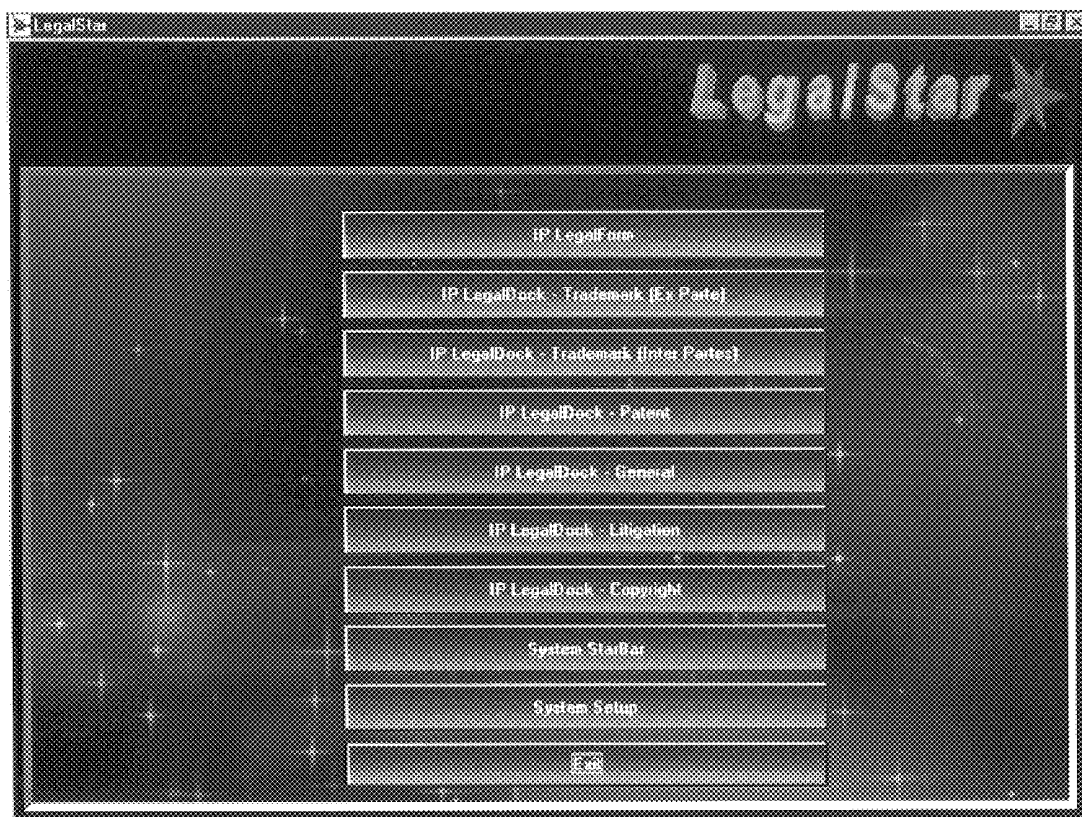 LegalStar
LegalStar
IP LegalForm
IP LegalDock - Trademark (Ex Parte)
IP LegalDock - Trademark (Inter Partes)
IP LegalDock - Patent
IP LegalDock - General
IP LegalDock - Litigation
IP LegalDock - Copyright
System StarBar
System Setup
Exit